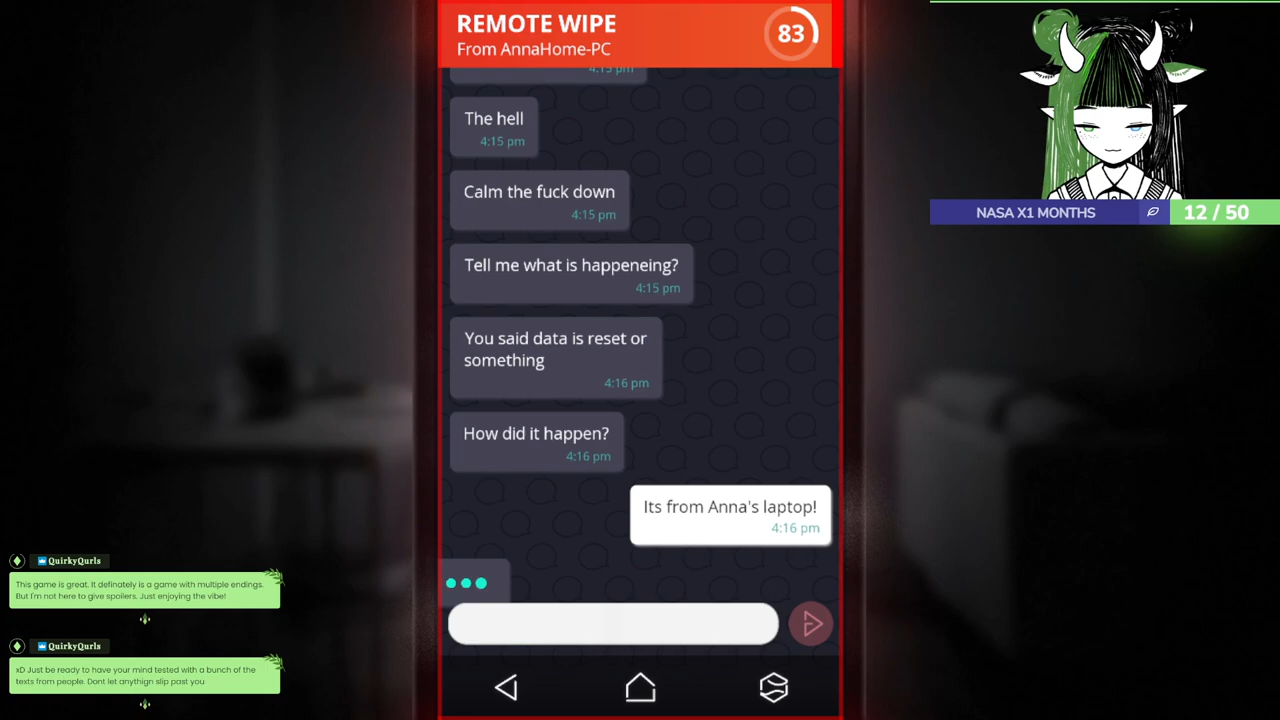 REMOTE WIPE
From AnnaHome-PC
83
4:15 pm
The hell
4:15 pm
Calm the fuck down
4:15 pm
Tell me what is happeneing?
4:15 pm
You said data is reset or
something
4:16 pm
How did it happen?
4:16 pm
Its from Anna's laptop!
4:16 pm
NASA X1 MONTHS
12 / 50
QuirkyQurls
This game is great. It definately is a game with multiple endings.
But I'm not here to give spoilers. Just enjoying the vibe!
QuirkyQurls
xD Just be ready to have your mind tested with a bunch of the
texts from people. Dont let anythign slip past you